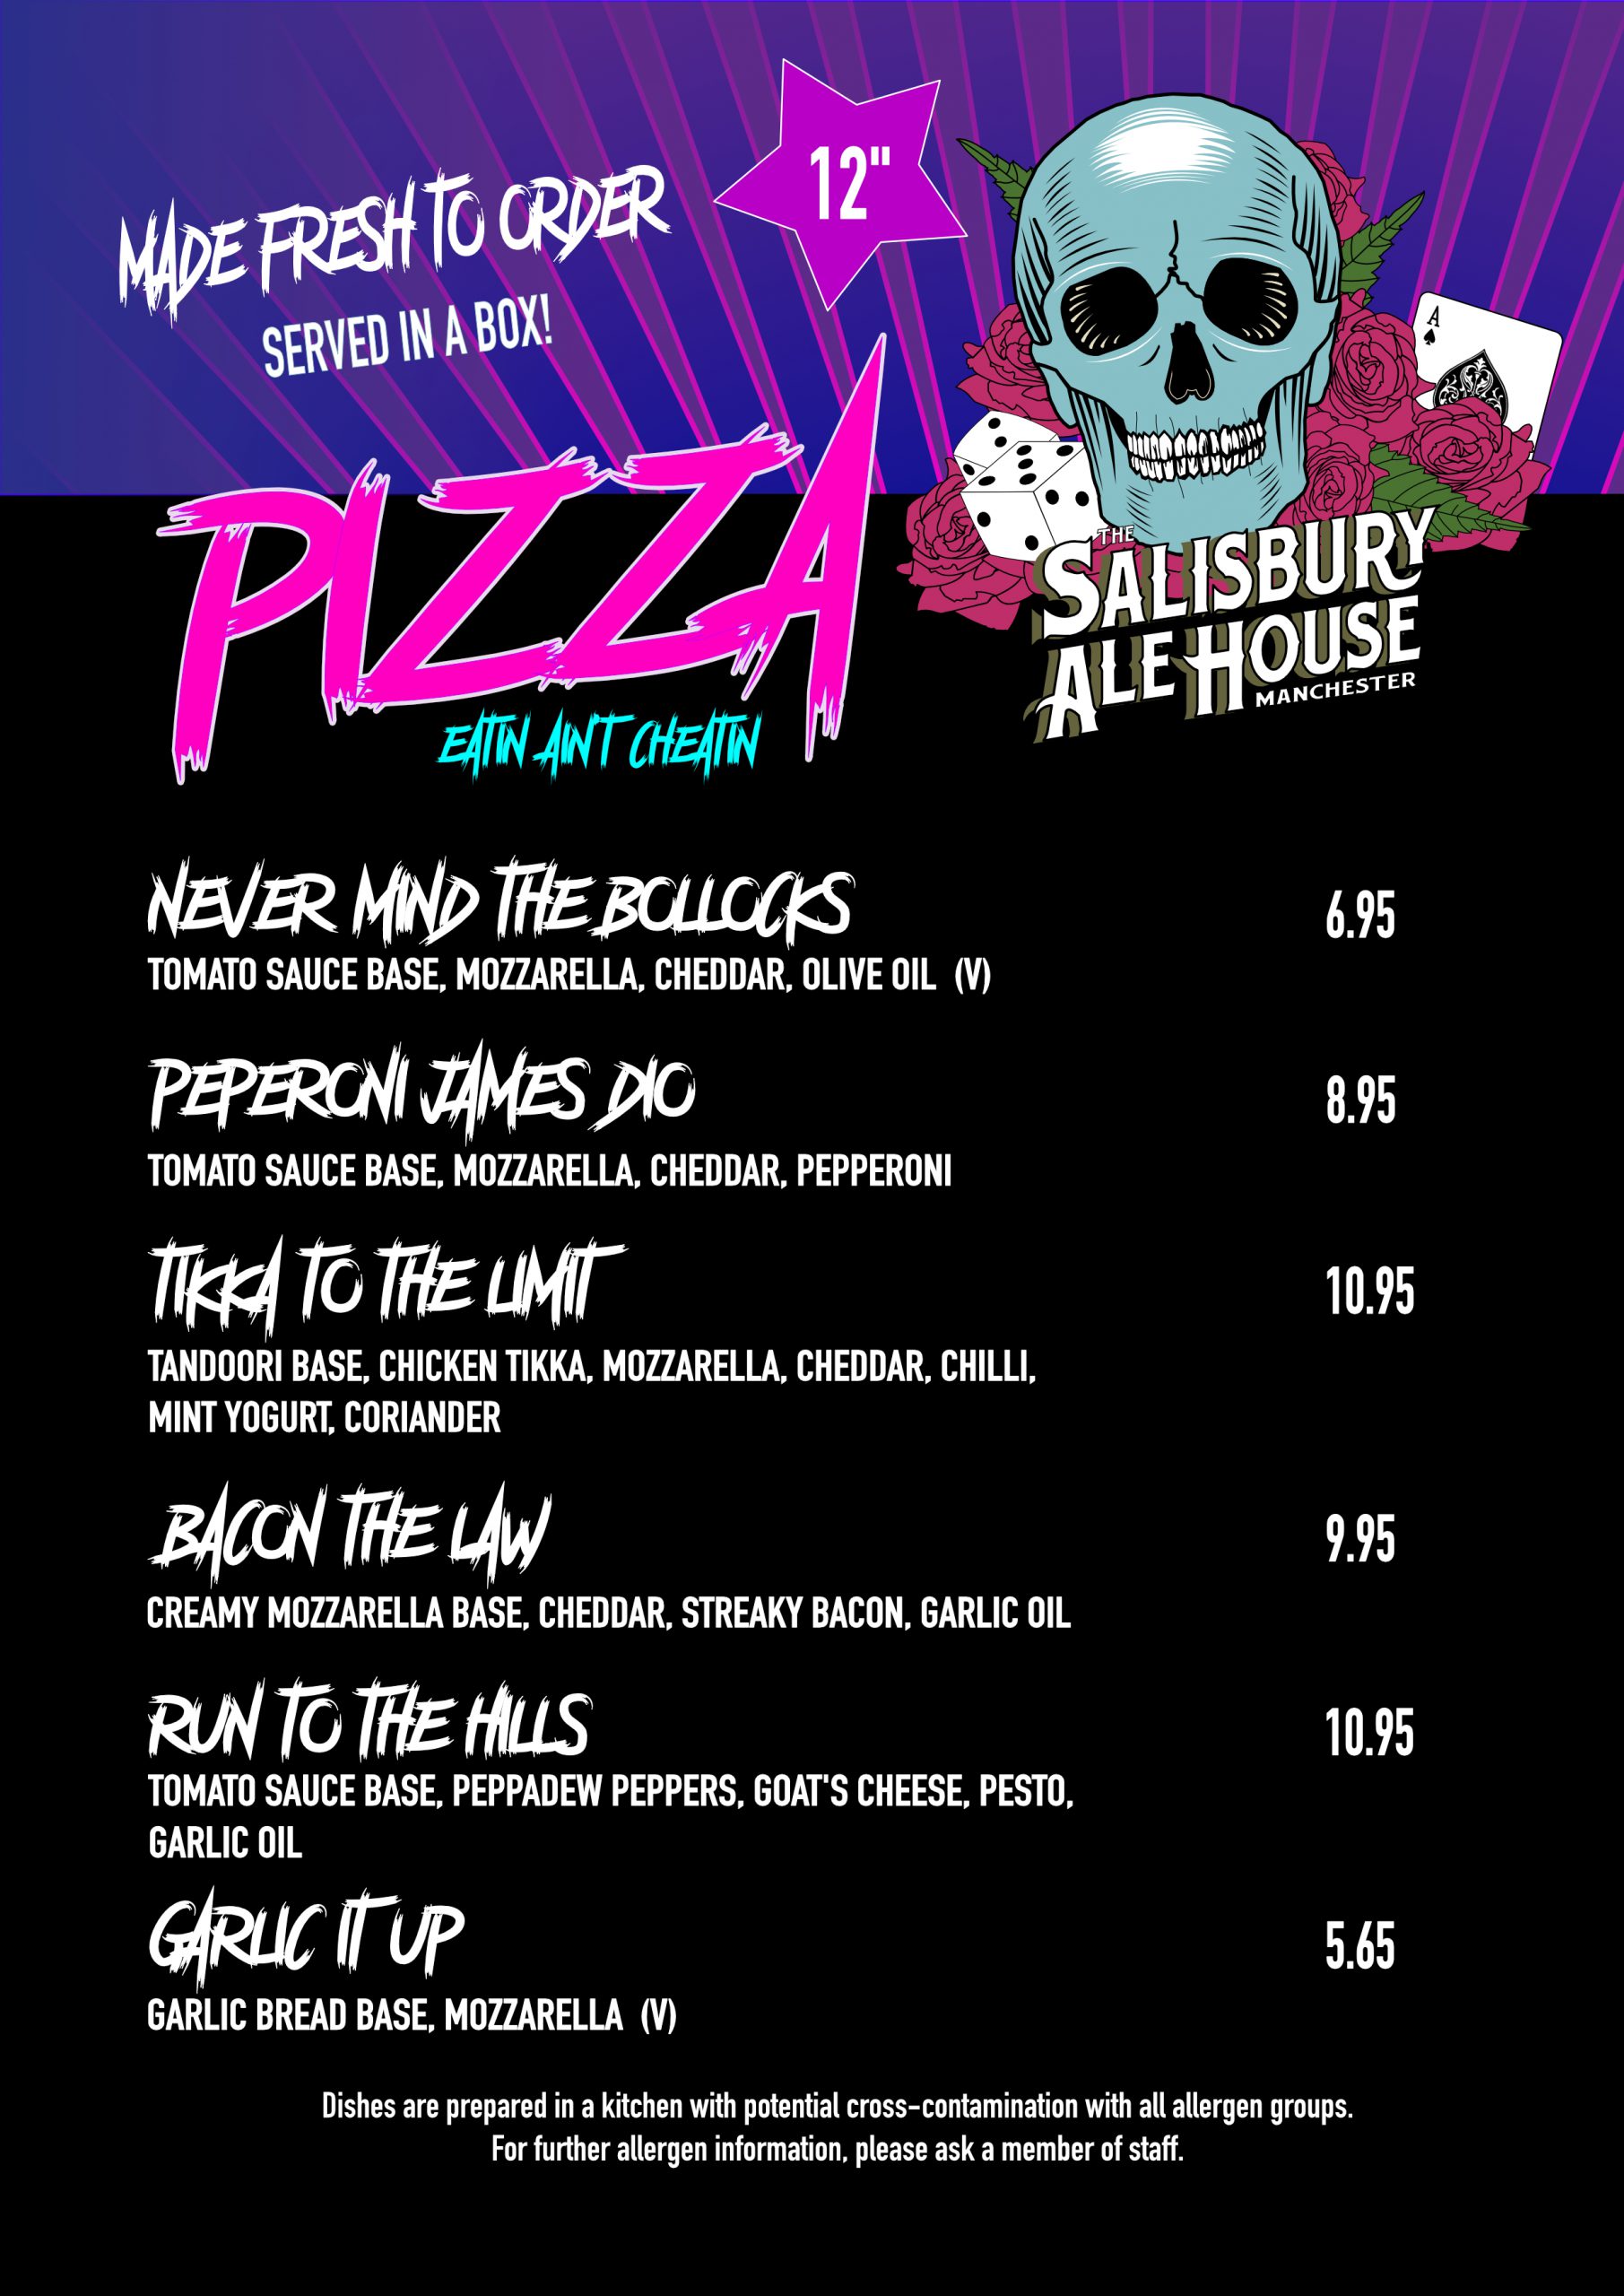 MADE FRESH TO ORDER
SERVED IN A BOX!
12"
PIZZA
EATIN AIN'T CHEATIN
A
THE
SALISBURY
ALE HOUSE
MANCHESTER
NEVER MIND THE BOLLOCKS 6.95
TOMATO SAUCE BASE, MOZZARELLA, CHEDDAR, OLIVE OIL (V)
PEPERONI JAMES DIO 8.95
TOMATO SAUCE BASE, MOZZARELLA, CHEDDAR, PEPPERONI
TIKKA TO THE LIMIT 10.95
TANDOORI BASE, CHICKEN TIKKA, MOZZARELLA, CHEDDAR, CHILLI,
MINT YOGURT, CORIANDER
BACON THE LAW 9.95
CREAMY MOZZARELLA BASE, CHEDDAR, STREAKY BACON, GARLIC OIL
RUN TO THE HILLS 10.95
TOMATO SAUCE BASE, PEPPADEW PEPPERS, GOAT'S CHEESE, PESTO,
GARLIC OIL
GARLIC IT UP 5.65
GARLIC BREAD BASE, MOZZARELLA (V)
Dishes are prepared in a kitchen with potential cross-contamination with all allergen groups.
For further allergen information, please ask a member of staff.